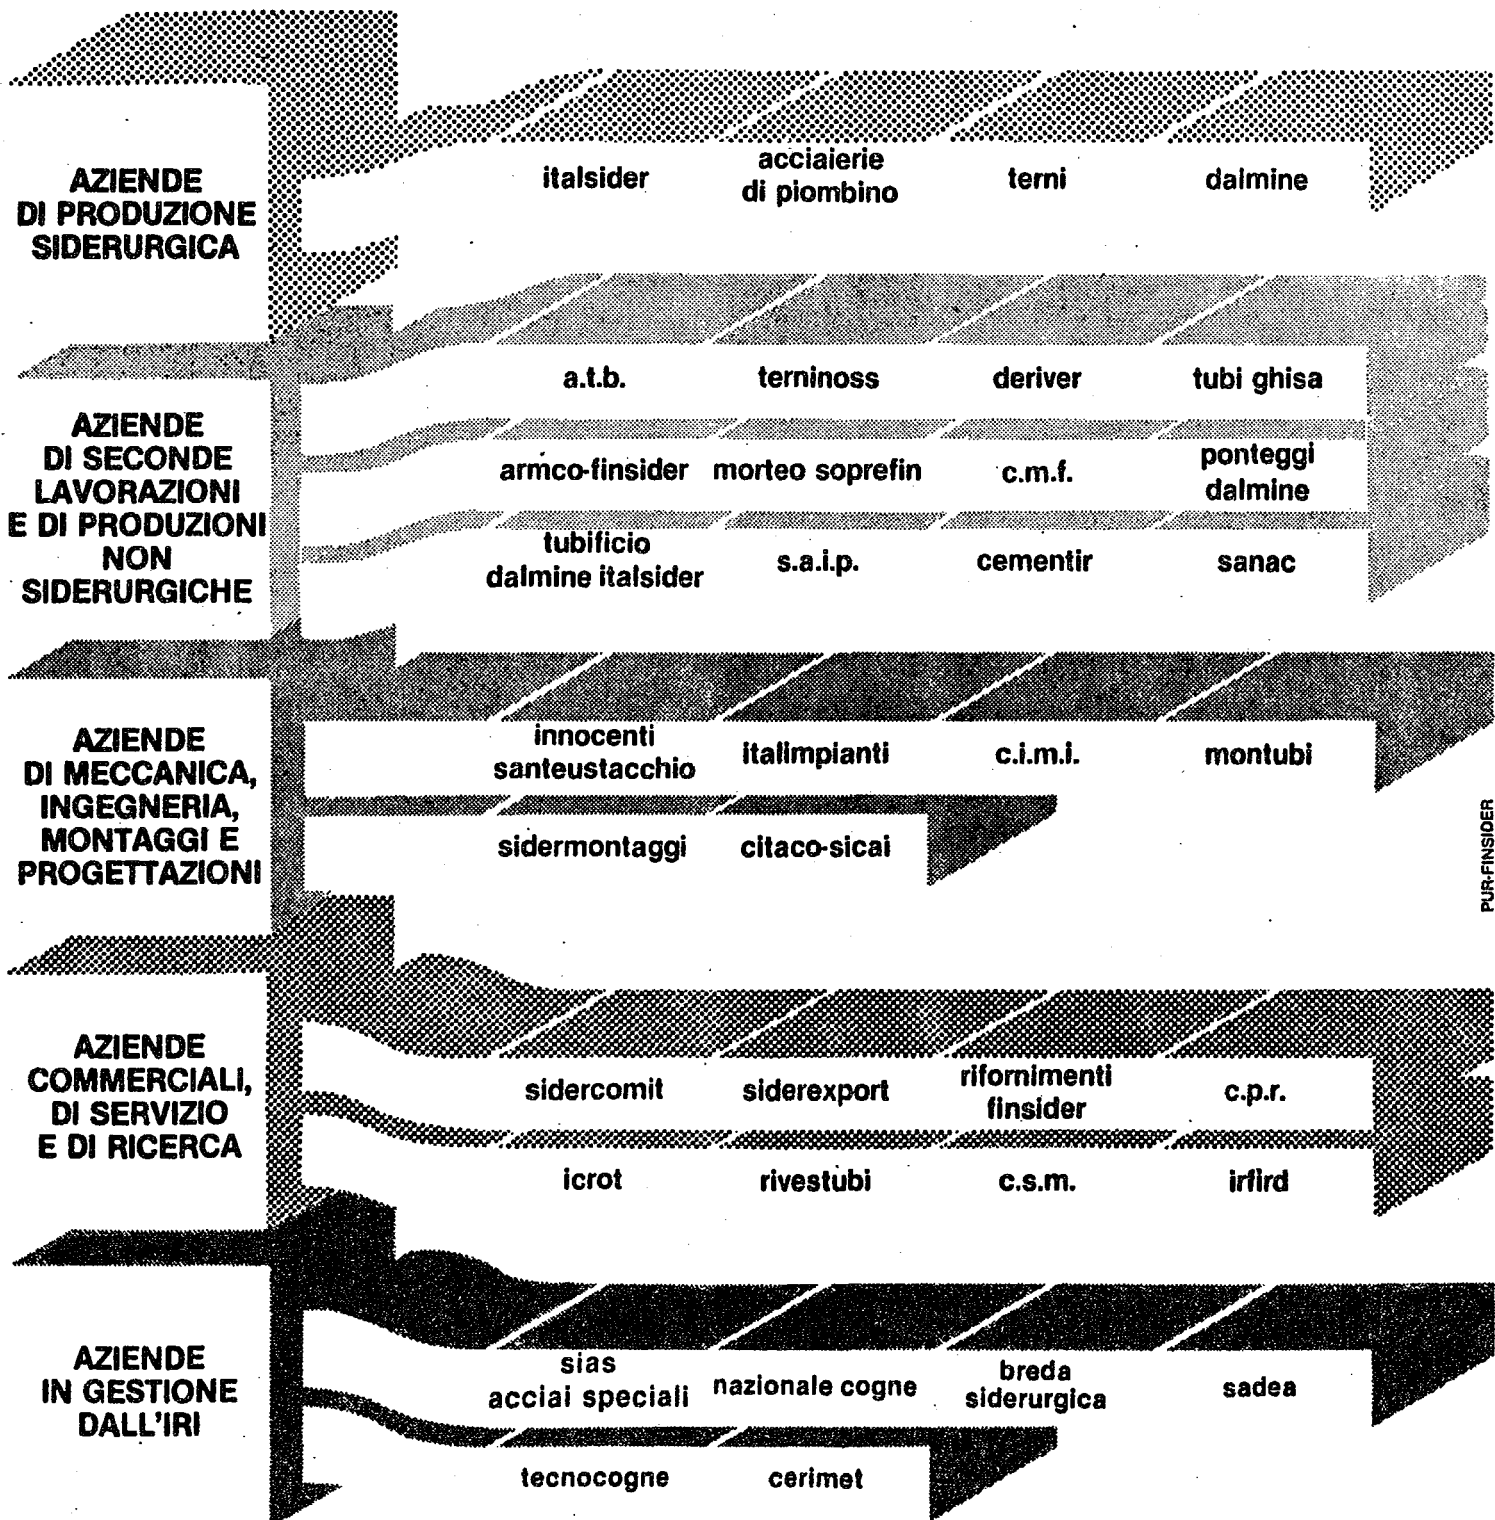 AZIENDE
DI PRODUZIONE
SIDERURGICA
italsider
acciaierie
di piombino
terni
dalmine
AZIENDE
DI SECONDE
LAVORAZIONI
E DI PRODUZIONI
NON
SIDERURGICHE
a.t.b.
terninoss
deriver
tubi ghisa
armco-finsider
morteo soprefin
c.m.f.
ponteggi
dalmine
tubificio
dalmine italsider
s.a.i.p.
cementir
sanac
AZIENDE
DI MECCANICA,
INGEGNERIA,
MONTAGGI E
PROGETTAZIONI
innocenti
santeustacchio
italimpianti
c.i.m.i.
montubi
sidermontaggi
citaco-sicai
AZIENDE
COMMERCIALI,
DI SERVIZIO
E DI RICERCA
sidercomit
siderexport
rifornimenti
finsider
c.p.r.
icrot
rivestubi
c.s.m.
irfird
AZIENDE
IN GESTIONE
DALL'IRI
sias
acciai speciali
nazionale cogne
breda
siderurgica
sadea
tecnocogne
cerimet
PUR-FINSIDER